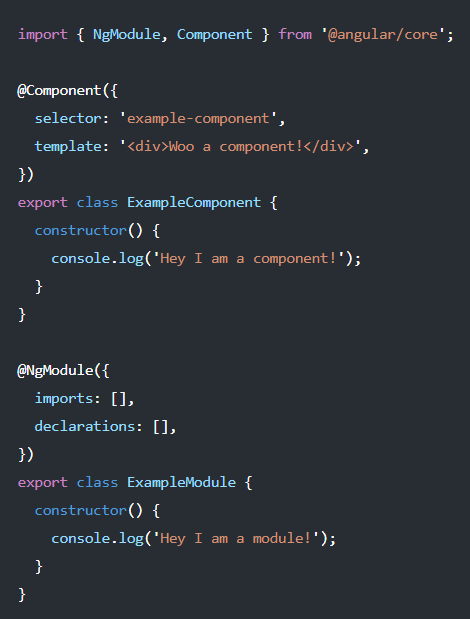 import { NgModule, Component } from '@angular/core';

@Component({
  selector: 'example-component',
  template: '<div>Woo a component!</div>',
})
export class ExampleComponent {
  constructor() {
    console.log('Hey I am a component!');
  }
}

@NgModule({
  imports: [],
  declarations: [],
})
export class ExampleModule {
  constructor() {
    console.log('Hey I am a module!');
  }
}